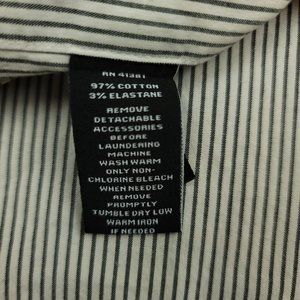 RN 41381
97% COTTON
3% ELASTANE
REMOVE
DETACHABLE
ACCESSORIES
BEFORE
LAUNDERING
MACHINE
WASH WARM
ONLY NON-
CHLORINE BLEACH
WHEN NEEDED
REMOVE
PROMPTLY
TUMBLE DRY LOW
WARM IRON
IF NEEDED